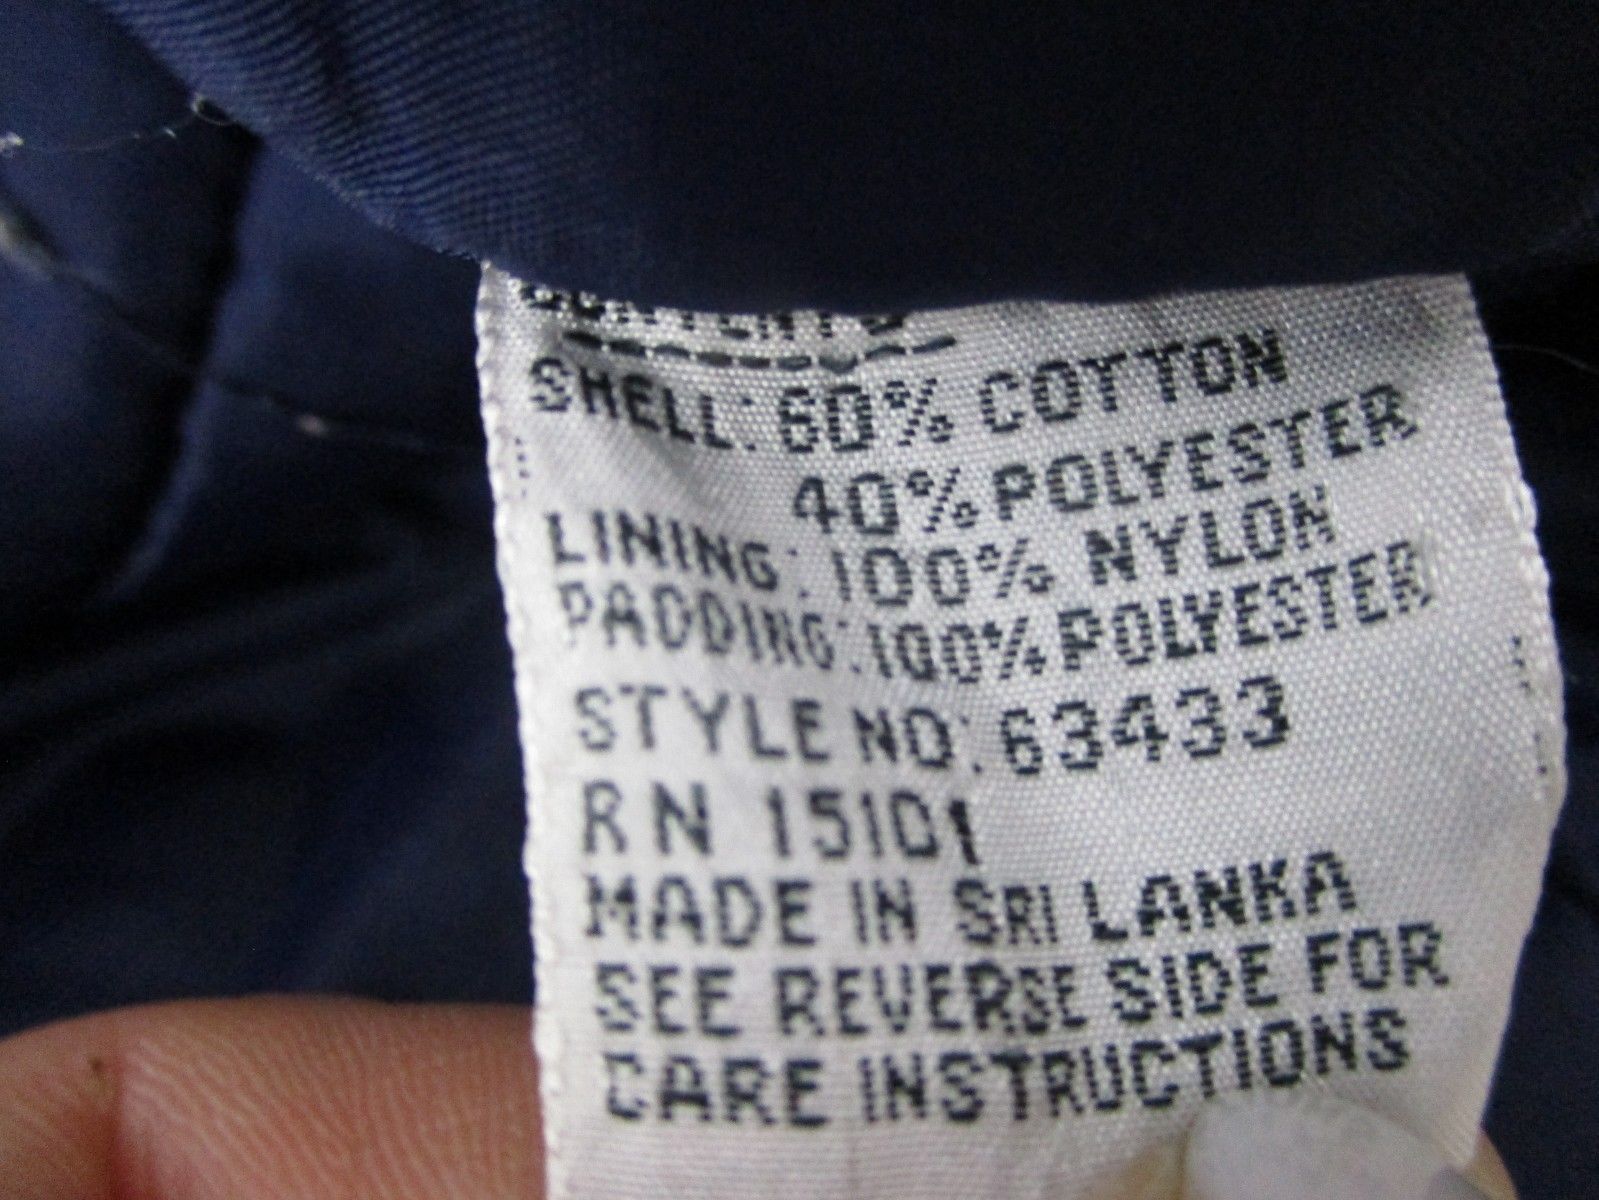 CONTENTS
SHELL: 60% COTTON
40% POLYESTER
LINING: 100% NYLON
PADDING: 100% POLYESTER
STYLE NO: 63433
RN 15101
MADE IN SRI LANKA
SEE REVERSE SIDE FOR
CARE INSTRUCTIONS